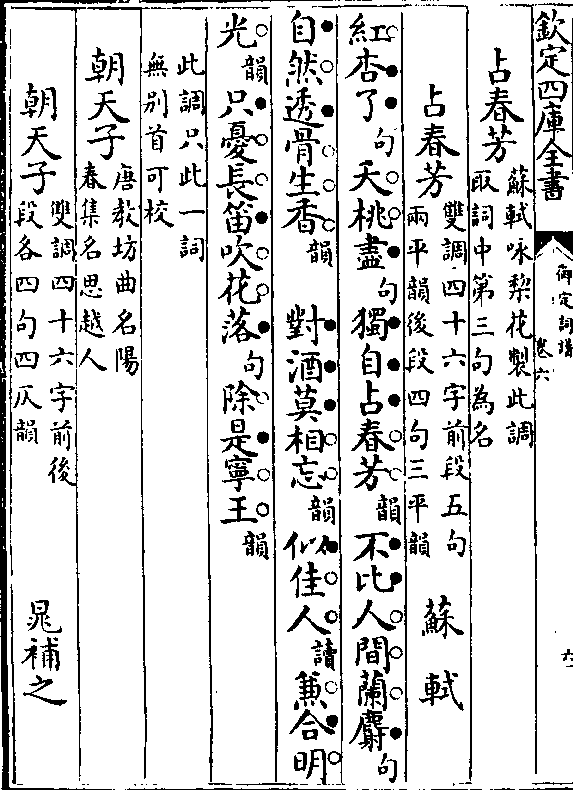 欽定四庫全書
御定詞譜
卷六
占春芳 蘇軾咏梨花製此調
取詞中第三句為名
占春芳 雙調四十六字前段五句
兩平韻後段四句三平韻 蘇軾
紅杏了句夭桃盡句獨自占春芳韻不比人間蘭麝句
自然透骨生香韻 對酒莫相忘韻似佳人讀兼合明
光韻只憂長笛吹花落句除是寧王韻
此調只此一詞
無别首可校
朝天子 唐教坊曲名陽
春集名思越人
朝天子 雙調四十六字前後
段各四句四仄韻 晁補之